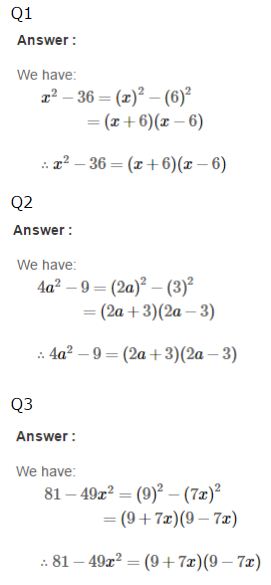 Q1
Answer :
We have:
x² − 36 = (x)² − (6)²
= (x + 6)(x − 6)
∴ x² − 36 = (x + 6)(x − 6)
Q2
Answer :
We have:
4a² − 9 = (2a)² − (3)²
= (2a + 3)(2a − 3)
∴ 4a² − 9 = (2a + 3)(2a − 3)
Q3
Answer :
We have:
81 − 49x² = (9)² − (7x)²
= (9 + 7x)(9 − 7x)
∴ 81 − 49x² = (9 + 7x)(9 − 7x)